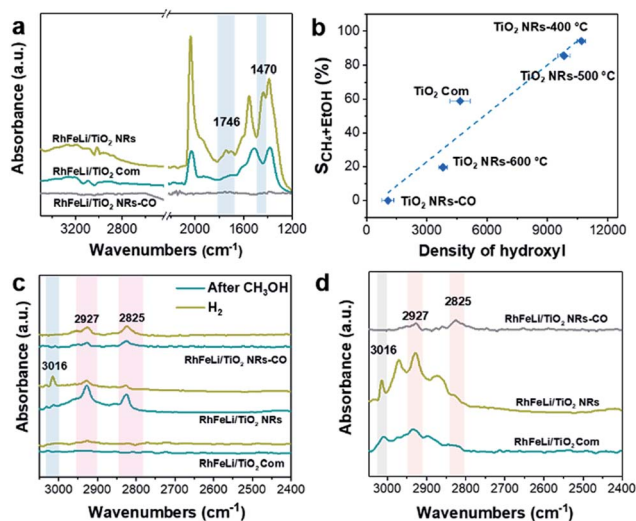 a
Absorbance (a.u.)
1470
1746
RhFeLi/TiO₂ NRs
RhFeLi/TiO₂ Com
RhFeLi/TiO₂ NRs-CO
3200 2800 2000 1800 1600 1400 1200
Wavenumbers (cm⁻¹)
b
S_CH₄+EtOH (%)
100
80
60
40
20
0
TiO₂ NRs-400 °C
TiO₂ NRs-500 °C
TiO₂ Com
TiO₂ NRs-600 °C
TiO₂ NRs-CO
0 3000 6000 9000 12000
Density of hydroxyl
c
Absorbance (a.u.)
After CH₃OH
H₂
2927 2825
RhFeLi/TiO₂ NRs-CO
3016
RhFeLi/TiO₂ NRs
RhFeLi/TiO₂ Com
3000 2900 2800 2700 2600 2500 2400
Wavenumbers (cm⁻¹)
d
Absorbance (a.u.)
2927 2825
RhFeLi/TiO₂ NRs-CO
3016
RhFeLi/TiO₂ NRs
RhFeLi/TiO₂ Com
3000 2900 2800 2700 2600 2500 2400
Wavenumbers (cm⁻¹)